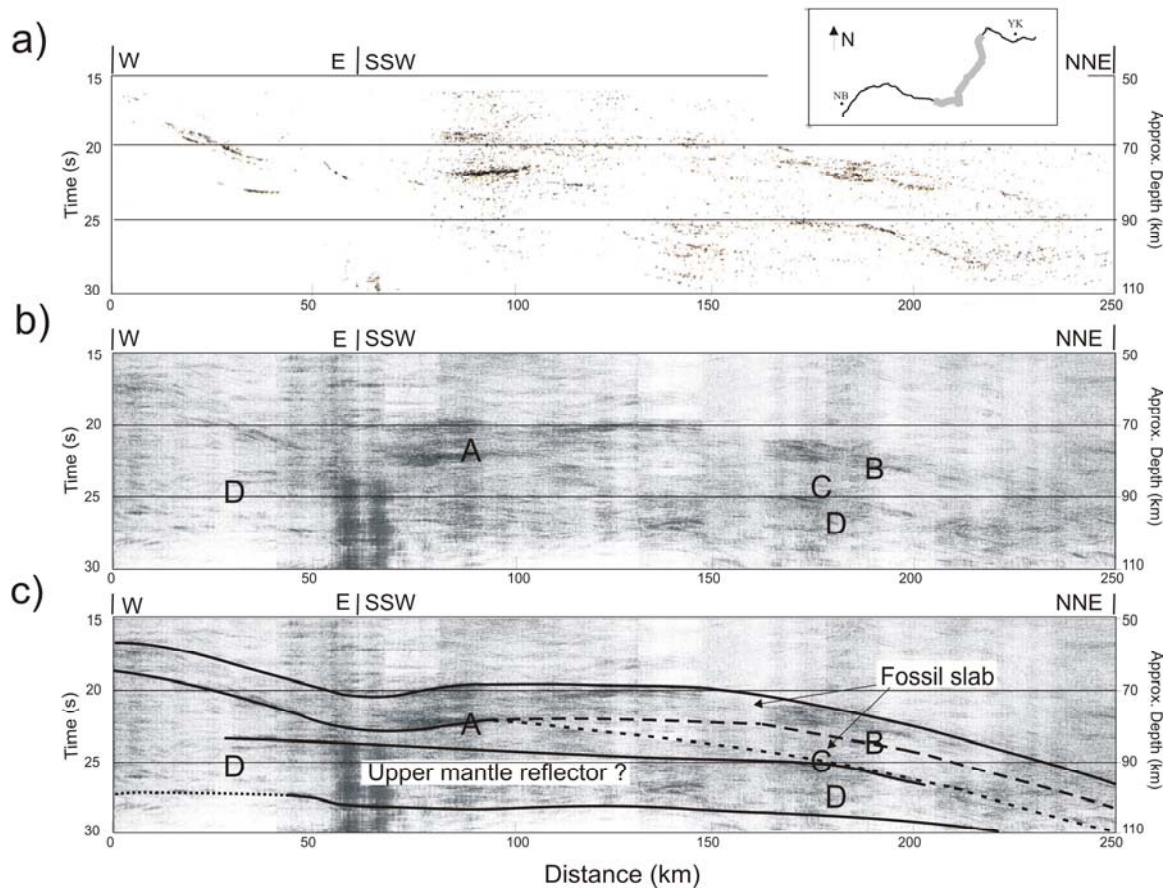 a)
W
E
SSW
NNE
N
YK
NB
15
20
25
30
Time (s)
50
70
90
110
Approx. Depth (km)
0
50
100
150
200
250
b)
W
E
SSW
NNE
15
20
25
30
Time (s)
50
70
90
110
Approx. Depth (km)
A
B
C
D
D
0
50
100
150
200
250
c)
W
E
SSW
NNE
15
20
25
30
Time (s)
50
70
90
110
Approx. Depth (km)
Fossil slab
A
B
C
D
D
Upper mantle reflector ?
0
50
100
150
200
250
Distance (km)